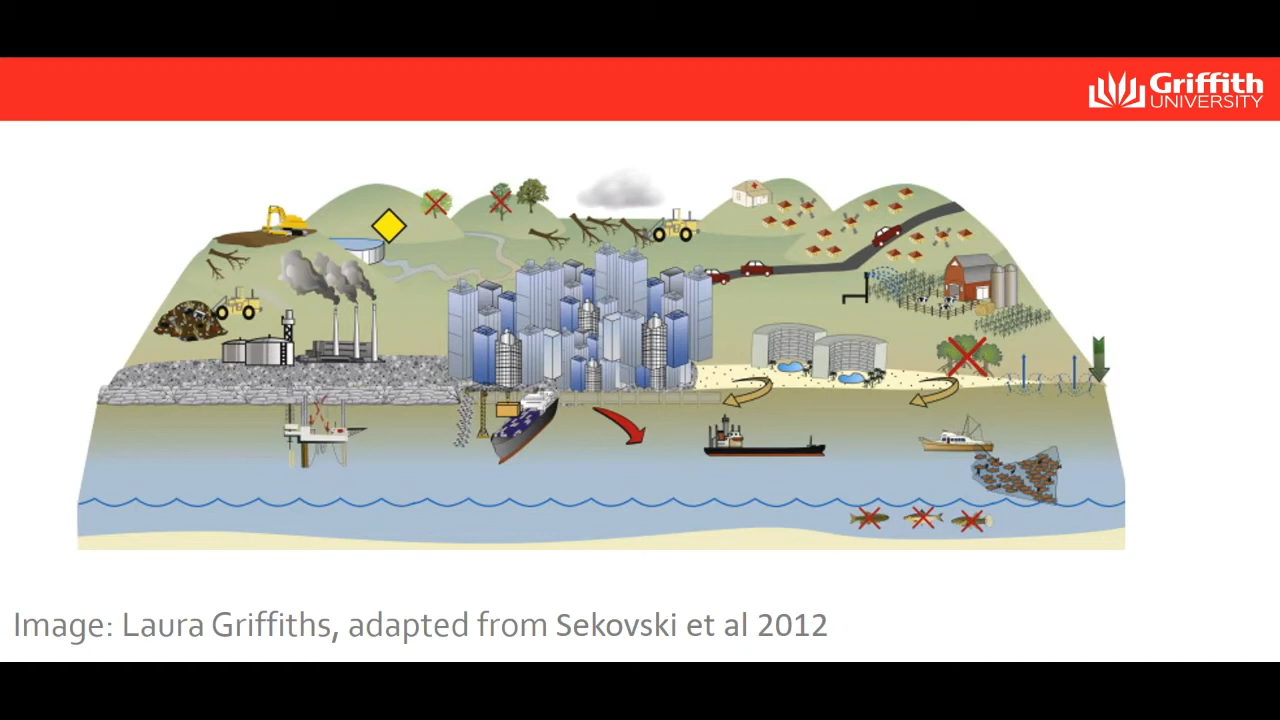 Griffith
UNIVERSITY
Image: Laura Griffiths, adapted from Sekovski et al 2012